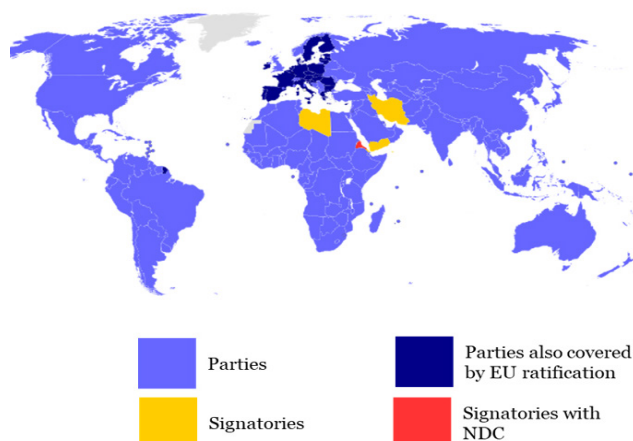 Parties
Parties also covered
by EU ratification
Signatories
Signatories with
NDC